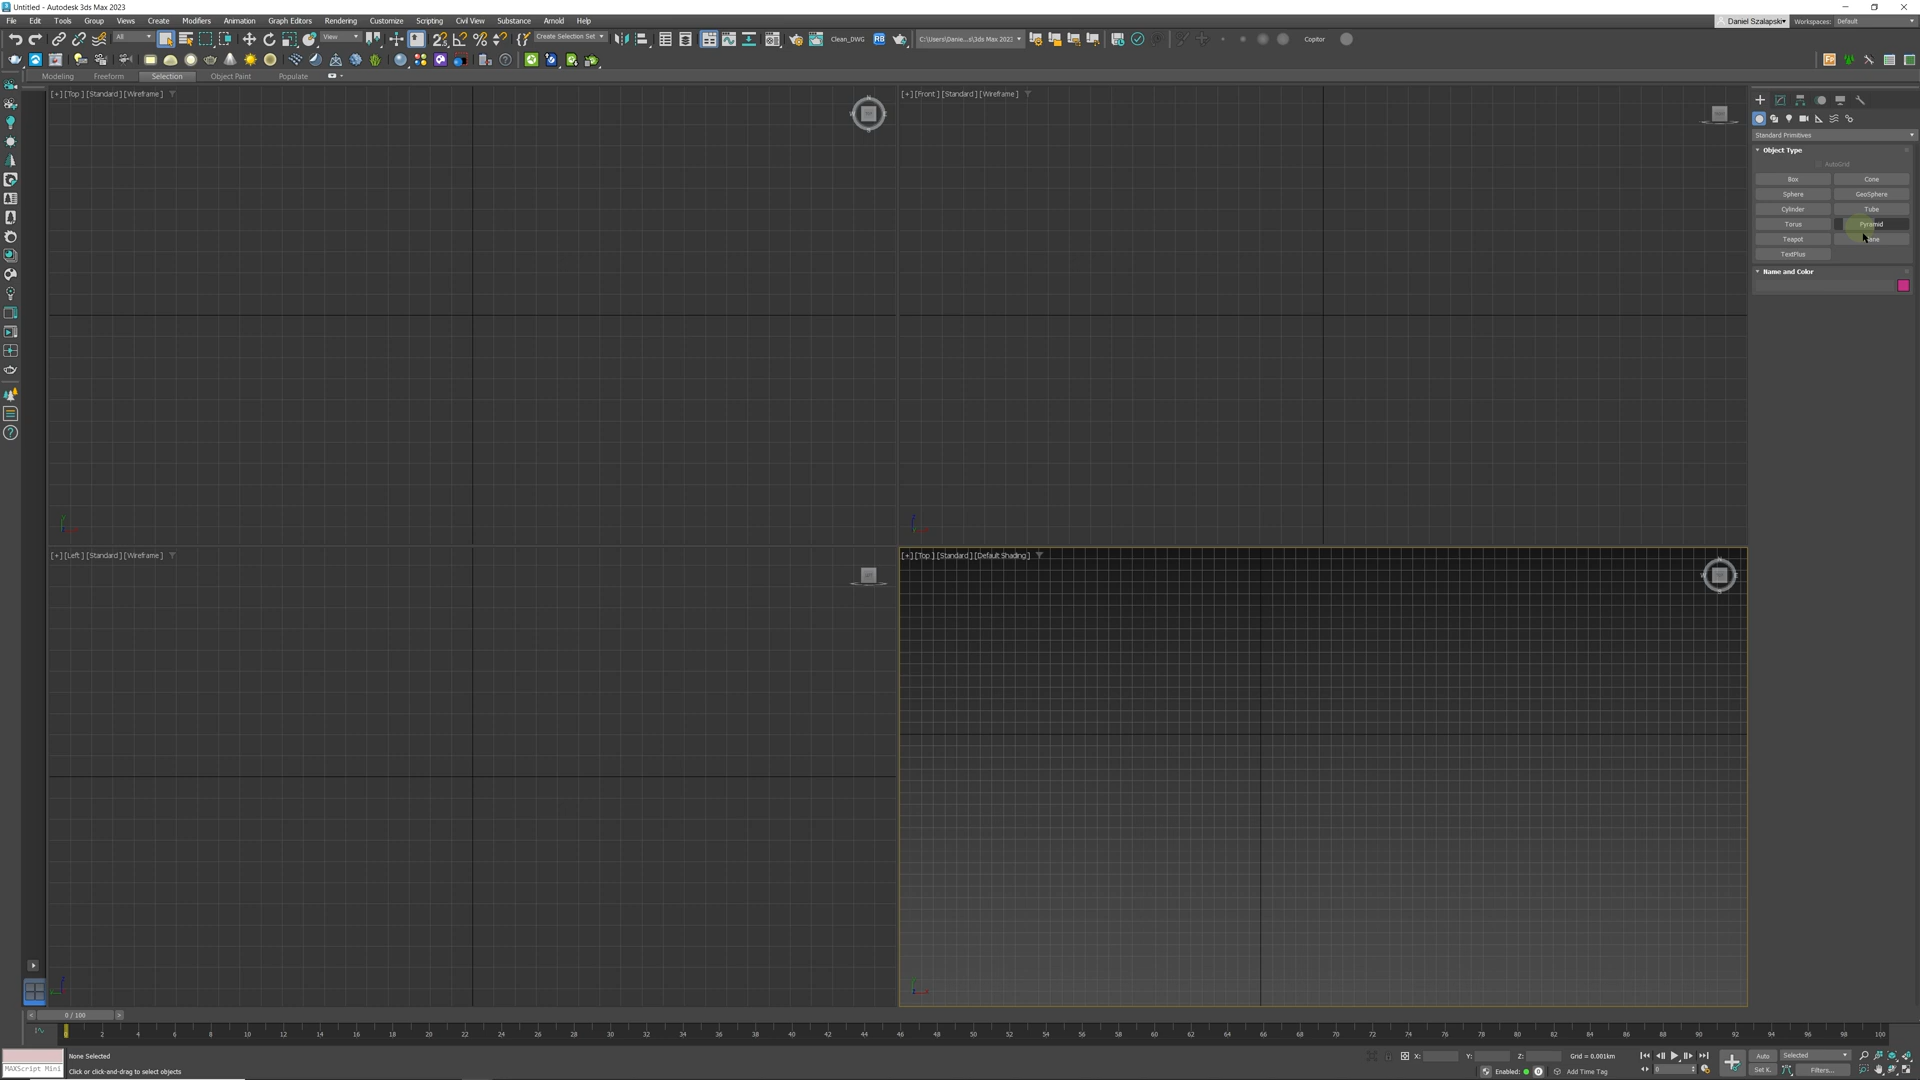 Untitled - Autodesk 3ds Max 2023
File Edit Tools Group Views Create Modifiers Animation Graph Editors Rendering Customize Scripting Civil View Substance Arnold Help
Daniel Szalapski Workspaces: Default
All View Create Selection Set Clean_DWG RB C:\Users\Danie...s\3ds Max 2023 Copitor
Modeling Freeform Selection Object Paint Populate
[+] [Top ] [Standard ] [Wireframe ]
[+] [Front ] [Standard ] [Wireframe ]
Standard Primitives
Object Type
AutoGrid
Box Cone
Sphere GeoSphere
Cylinder Tube
Torus Pyramid
Teapot
TextPlus
Name and Color
[+] [Left ] [Standard ] [Wireframe ]
[+] [Top ] [Standard ] [Default Shading ]
0 / 100
0 2 4 6 8 10 12 14 16 18 20 22 24 26 28 30 32 34 36 38 40 42 44 46 48 50 52 54 56 58 60 62 64 66 68 70 72 74 76 78 80 82 84 86 88 90 92 94 96 98 100
None Selected X: Y: Z: Grid = 0.001km Auto Selected
MAXScript Mini Click or click-and-drag to select objects Enabled: Add Time Tag 0 Set K. Filters...